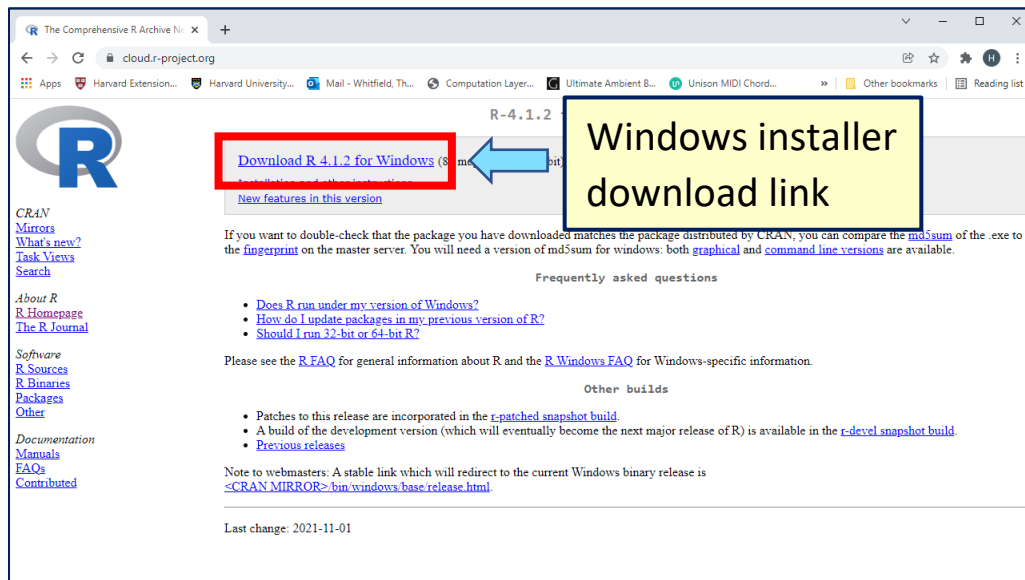 The Comprehensive R Archive Ne
cloud.r-project.org
H
Apps Harvard Extension... Harvard University... Mail - Whitfield, Th... Computation Layer... Ultimate Ambient B... Unison MIDI Chord... » Other bookmarks Reading list
R
R-4.1.2
Windows installer
download link
Download R 4.1.2 for Windows (8 bit)
New features in this version
CRAN
Mirrors
What's new?
Task Views
Search
About R
R Homepage
The R Journal
Software
R Sources
R Binaries
Packages
Other
Documentation
Manuals
FAQs
Contributed
If you want to double-check that the package you have downloaded matches the package distributed by CRAN, you can compare the md5sum of the .exe to
the fingerprint on the master server. You will need a version of md5sum for windows: both graphical and command line versions are available.
Frequently asked questions
• Does R run under my version of Windows?
• How do I update packages in my previous version of R?
• Should I run 32-bit or 64-bit R?
Please see the R FAQ for general information about R and the R Windows FAQ for Windows-specific information.
Other builds
• Patches to this release are incorporated in the r-patched snapshot build.
• A build of the development version (which will eventually become the next major release of R) is available in the r-devel snapshot build.
• Previous releases
Note to webmasters: A stable link which will redirect to the current Windows binary release is
<CRAN MIRROR>/bin/windows/base/release.html.
Last change: 2021-11-01